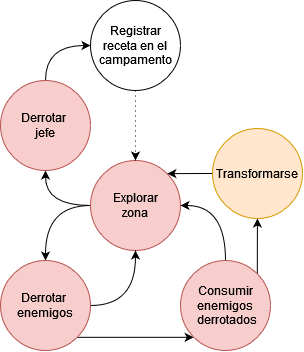 Registrar
receta en el
campamento
Derrotar
jefe
Transformarse
Explorar
zona
Derrotar
enemigos
Consumir
enemigos
derrotados